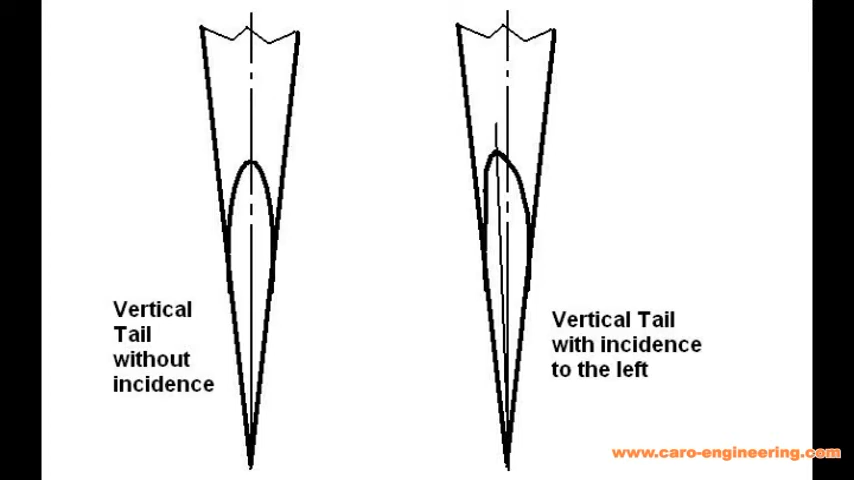 Vertical
Tail
without
incidence
Vertical Tail
with incidence
to the left
www.caro-engineering.com